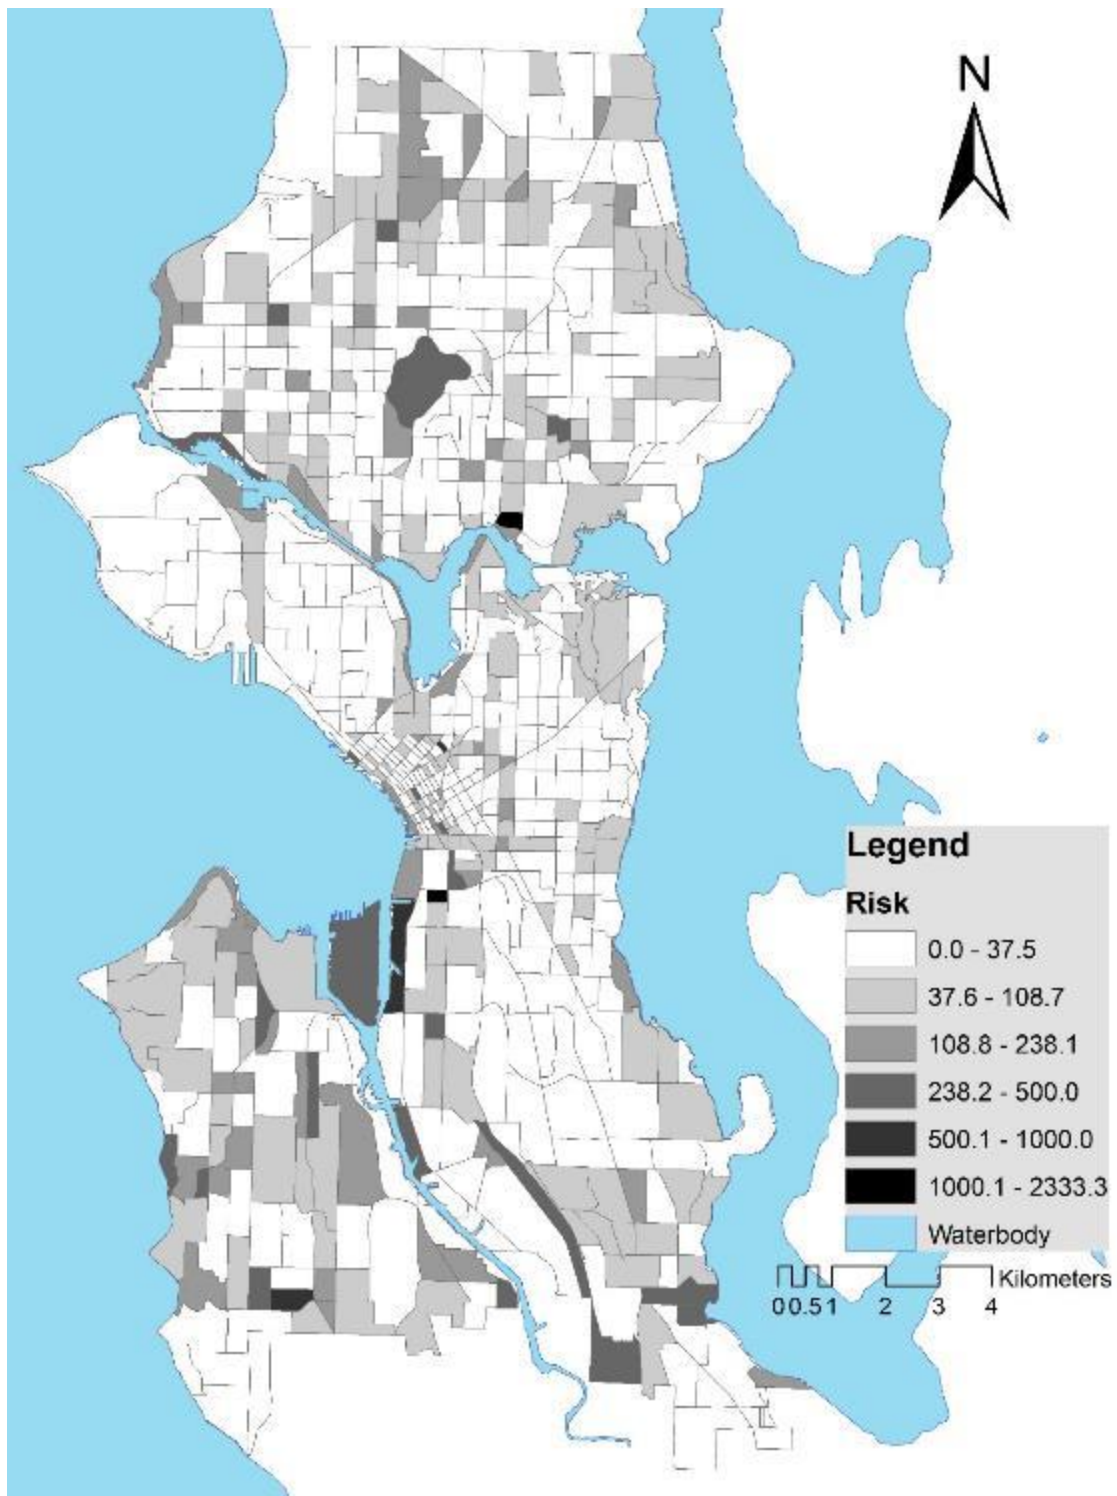 N
Legend
Risk
0.0 - 37.5
37.6 - 108.7
108.8 - 238.1
238.2 - 500.0
500.1 - 1000.0
1000.1 - 2333.3
Waterbody
Kilometers
0 0.5 1 2 3 4